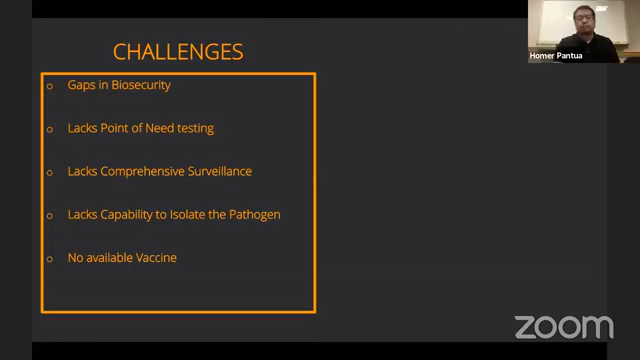 CHALLENGES
Gaps in Biosecurity
Lacks Point of Need testing
Lacks Comprehensive Surveillance
Lacks Capability to Isolate the Pathogen
No available Vaccine
Homer Pantua
zoom